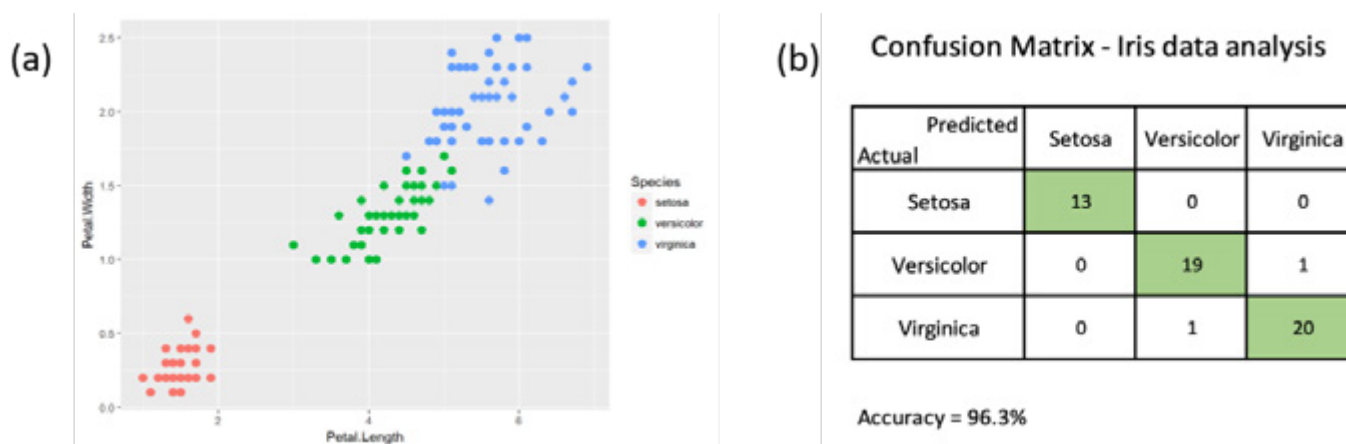 (a)
2.5
2.0
1.5
1.0
0.5
0.0
Petal.Width
2 4 6
Petal.Length
Species
setosa
versicolor
virginica
(b)
Confusion Matrix - Iris data analysis
Predicted
Actual
Setosa Versicolor Virginica
Setosa 13 0 0
Versicolor 0 19 1
Virginica 0 1 20
Accuracy = 96.3%